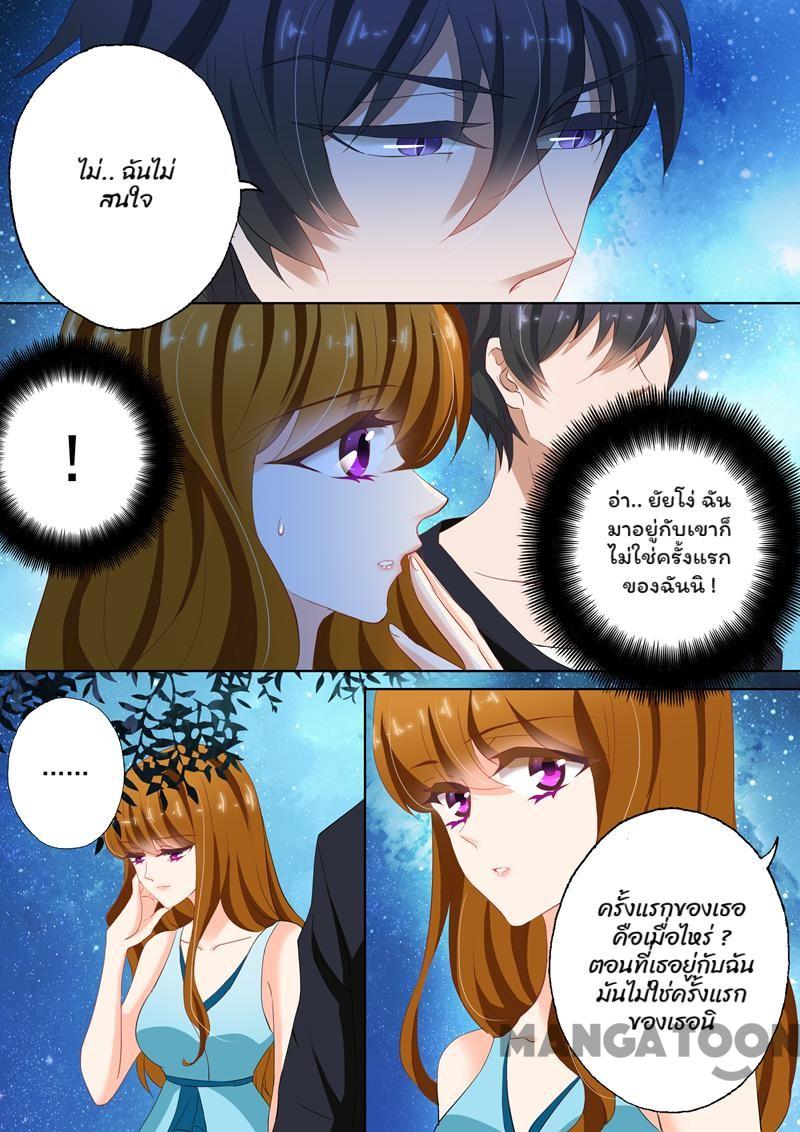 ไม่.. ฉันไม่
สนใจ
!
อ่า.. ยัยโง่ ฉัน
มาอยู่กับเขาก็
ไม่ใช่ครั้งแรก
ของฉันนิ !
......
ครั้งแรกของเธอ
คือเมื่อไหร่ ?
ตอนที่เธออยู่กับฉัน
มันไม่ใช่ครั้งแรก
ของเธอนิ
MANGATOON